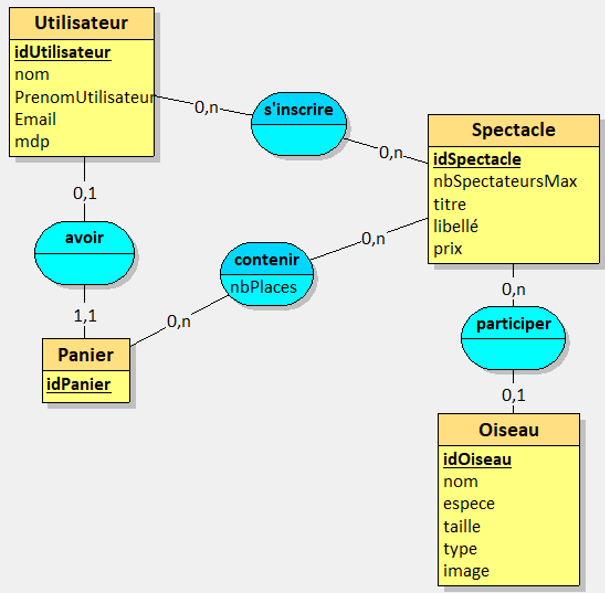 Utilisateur
idUtilisateur
nom
PrenomUtilisateur
Email
mdp
0,n
s'inscrire
0,n
Spectacle
idSpectacle
nbSpectateursMax
titre
libellé
prix
0,1
avoir
1,1
Panier
idPanier
0,n
contenir
nbPlaces
0,n
0,n
participer
0,1
Oiseau
idOiseau
nom
espece
taille
type
image